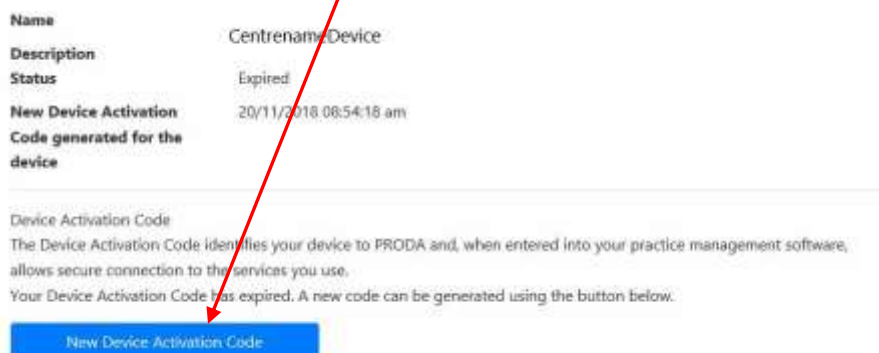 Name
CentrenameDevice
Description
Status Expired
New Device Activation 20/11/2018 08:54:18 am
Code generated for the
device
Device Activation Code
The Device Activation Code identifies your device to PRODA and, when entered into your practice management software,
allows secure connection to the services you use.
Your Device Activation Code has expired. A new code can be generated using the button below.
New Device Activation Code